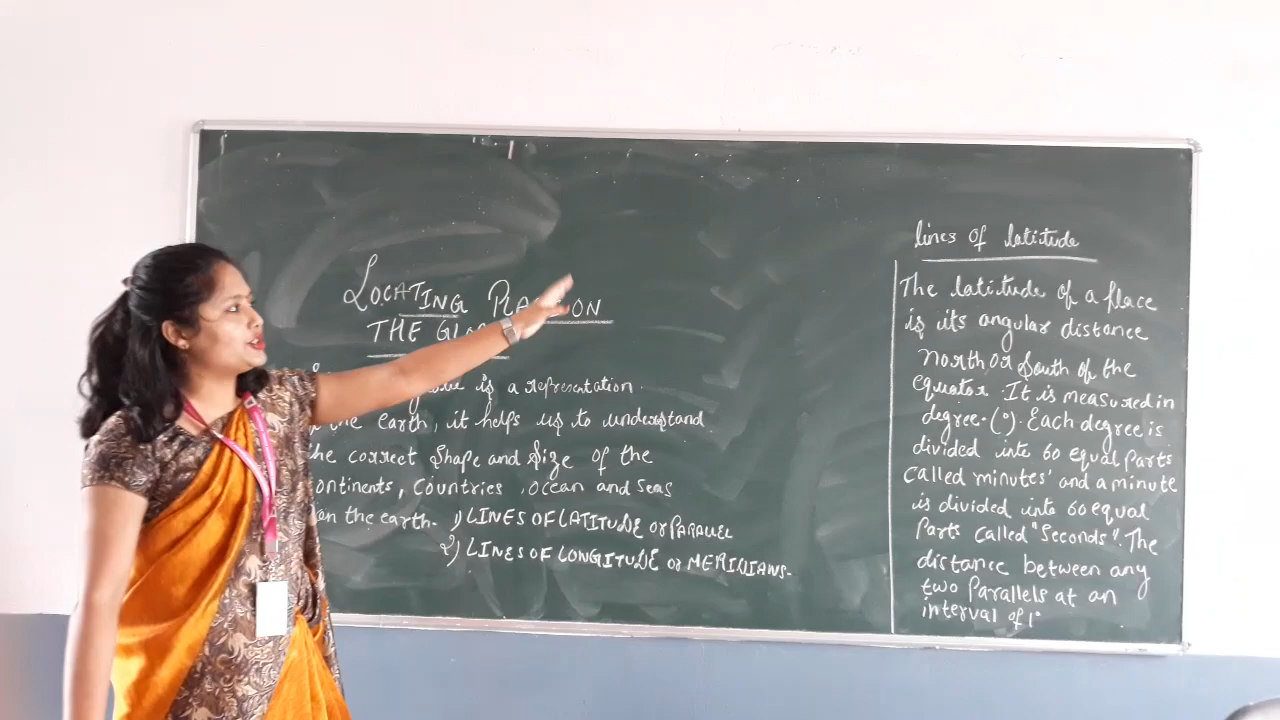 LOCATING PLA ON
THE GLO
is a representation
the earth, it helps us to understand
the correct shape and size of the
continents, countries, ocean and seas
on the earth. 1) LINES OF LATITUDE or PARALLEL
2) LINES OF LONGITUDE or MERIDIANS.
lines of latitude
The latitude of a place
is its angular distance
north, or south of the
equator. It is measured in
degree. (°). Each degree is
divided into 60 equal parts
called minutes' and a minute
is divided into 60 equal
parts called "seconds". The
distance between any
two parallels at an
interval of 1°